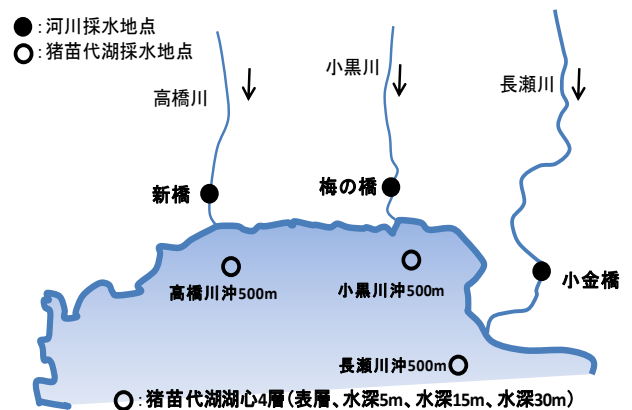 ●:河川採水地点
○:猪苗代湖採水地点
高橋川
小黒川
長瀬川
新橋
梅の橋
小金橋
高橋川沖500m
小黒川沖500m
長瀬川沖500m
○:猪苗代湖湖心4層(表層、水深5m、水深15m、水深30m)